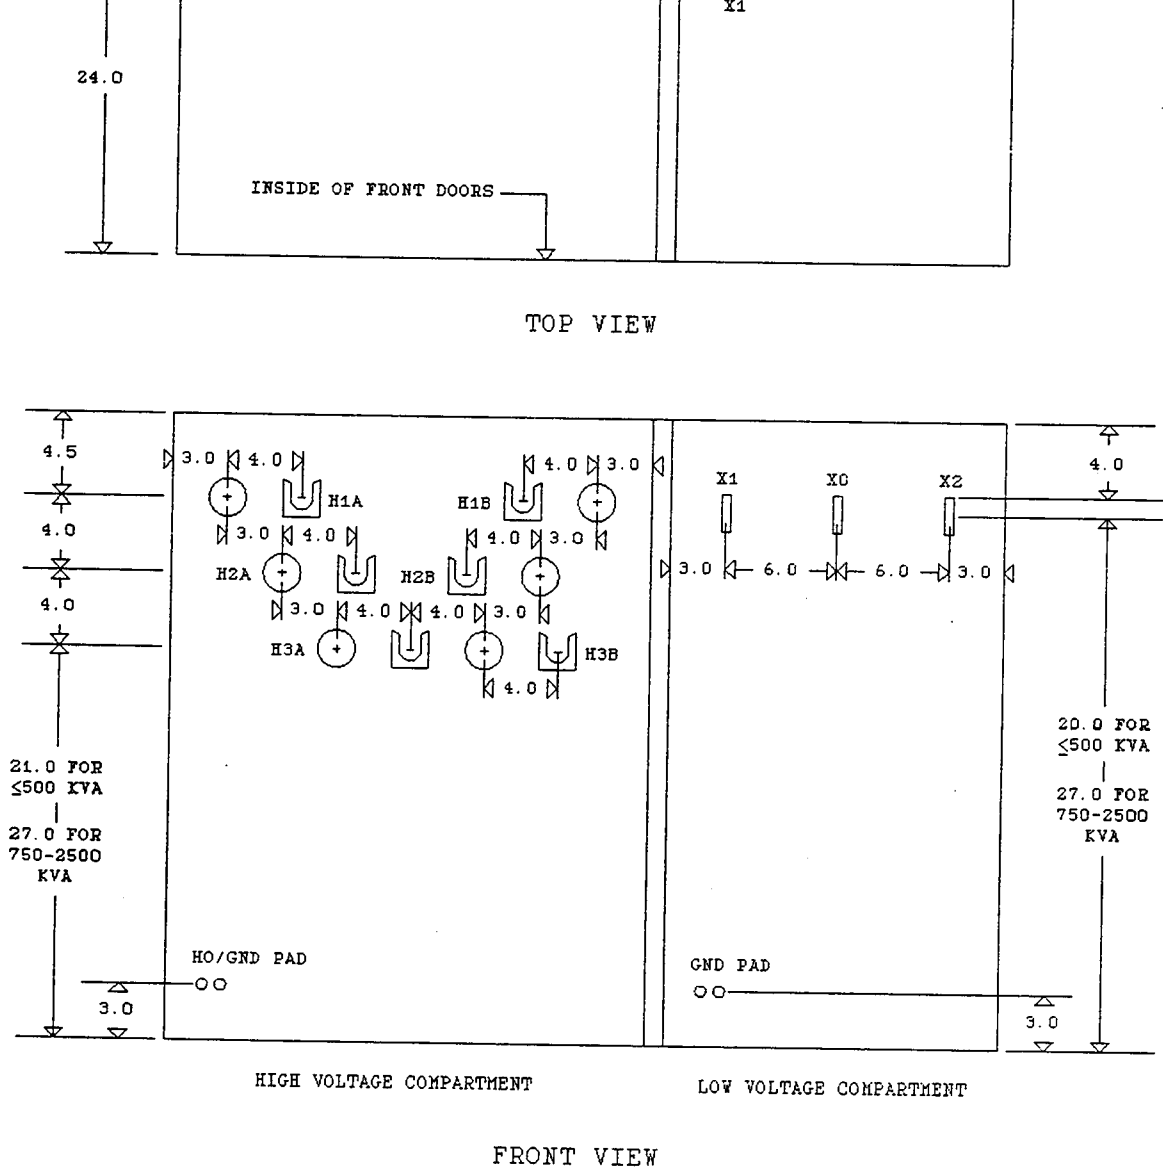 X1
24.0
INSIDE OF FRONT DOORS
TOP VIEW
4.5
4.0
4.0
21.0 FOR
≤500 KVA
27.0 FOR
750-2500
KVA
3.0 4.0
H1A
3.0 4.0
H2A
3.0 4.0 4.0 3.0
H3A
4.0 3.0
H1B
4.0 3.0
H2B
H3B
4.0
X1 X0 X2
3.0 6.0 6.0 3.0
4.0
20.0 FOR
≤500 KVA
27.0 FOR
750-2500
KVA
HO/GND PAD
3.0
GND PAD
3.0
HIGH VOLTAGE COMPARTMENT
LOW VOLTAGE COMPARTMENT
FRONT VIEW